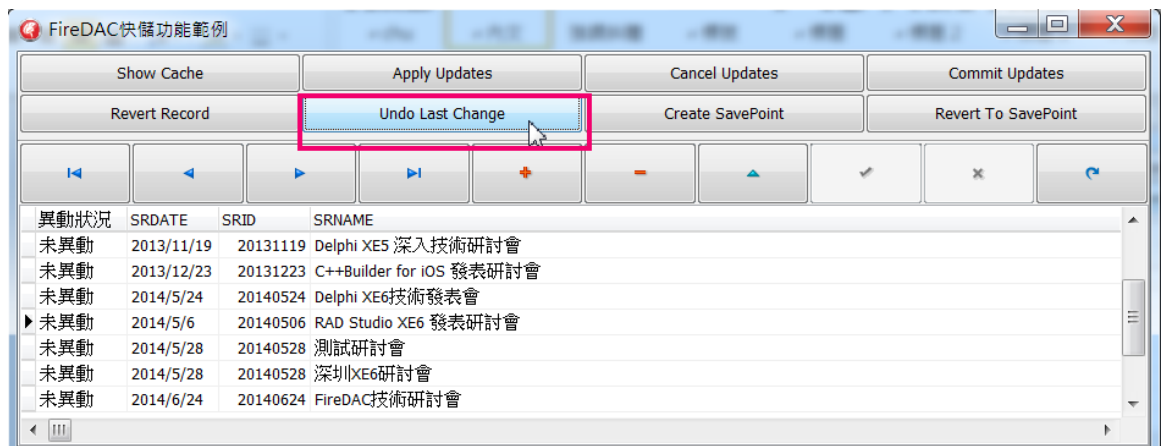 FireDAC快儲功能範例
Show Cache Apply Updates Cancel Updates Commit Updates
Revert Record Undo Last Change Create SavePoint Revert To SavePoint
異動狀況 SRDATE SRID SRNAME
未異動 2013/11/19 20131119 Delphi XE5 深入技術研討會
未異動 2013/12/23 20131223 C++Builder for iOS 發表研討會
未異動 2014/5/24 20140524 Delphi XE6技術發表會
未異動 2014/5/6 20140506 RAD Studio XE6 發表研討會
未異動 2014/5/28 20140528 測試研討會
未異動 2014/5/28 20140528 深圳XE6研討會
未異動 2014/6/24 20140624 FireDAC技術研討會